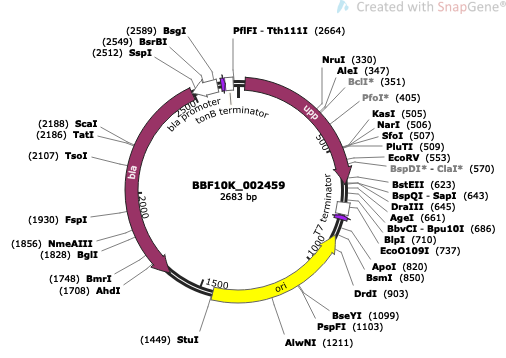 Created with SnapGene®
(2589) BsgI
(2549) BsrBI
(2512) SspI
PflFI - Tth111I (2664)
NruI (330)
AleI (347)
BclI* (351)
PfoI* (405)
KasI (505)
NarI (506)
SfoI (507)
PluTI (509)
EcoRV (553)
BspDI* - ClaI* (570)
BstEII (623)
BspQI - SapI (643)
DraIII (645)
AgeI (661)
BbvCI - Bpu10I (686)
BlpI (710)
EcoO109I (737)
ApoI (820)
BsmI (850)
DrdI (903)
BseYI (1099)
PspFI (1103)
AlwNI (1211)
(1449) StuI
(1708) AhdI
(1748) BmrI
(1828) BglI
(1856) NmeAIII
(1930) FspI
(2107) TsoI
(2186) TatI
(2188) ScaI
bla promoter
tonB terminator
upp
T7 terminator
ori
bla
500
1000
1500
2000
2500
BBF10K_002459
2683 bp